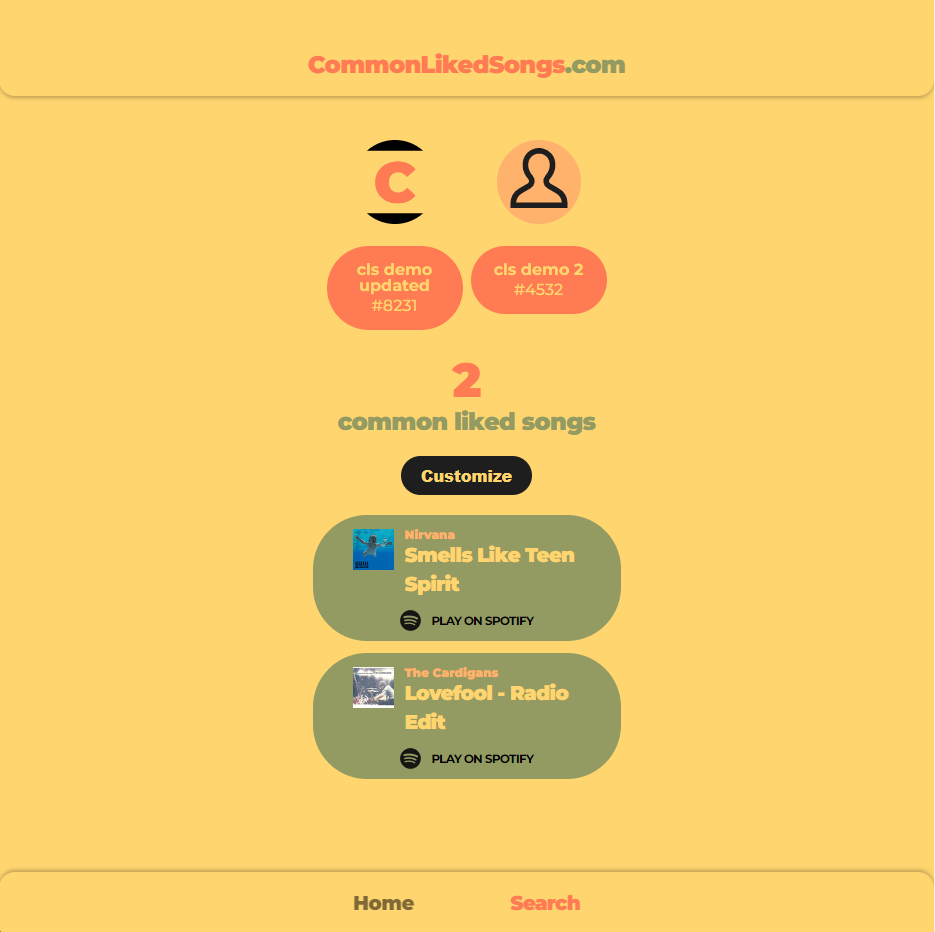 CommonLikedSongs.com
C
cls demo
updated
#8231
cls demo 2
#4532
2
common liked songs
Customize
Nirvana
Smells Like Teen
Spirit
PLAY ON SPOTIFY
The Cardigans
Lovefool - Radio
Edit
PLAY ON SPOTIFY
Home
Search